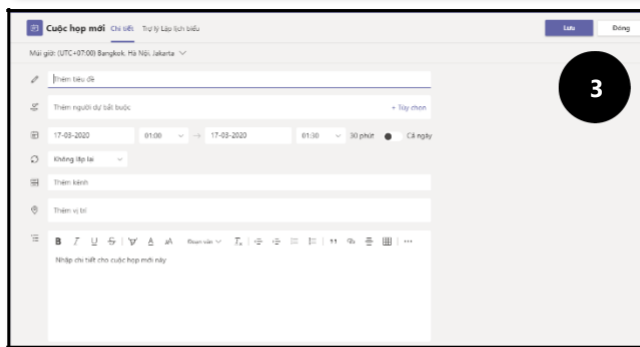 Cuộc họp mới Chi tiết Trợ lý Lập lịch biểu Lưu Đóng
Múi giờ: (UTC+07:00) Bangkok, Hà Nội, Jakarta
3
Thêm tiêu đề
Thêm người dự bắt buộc + Tùy chọn
17-03-2020 01:00 → 17-03-2020 01:30 30 phút Cả ngày
Không lặp lại
Thêm kênh
Thêm vị trí
B I U S A aA Đoạn văn
Nhập chi tiết cho cuộc họp mới này